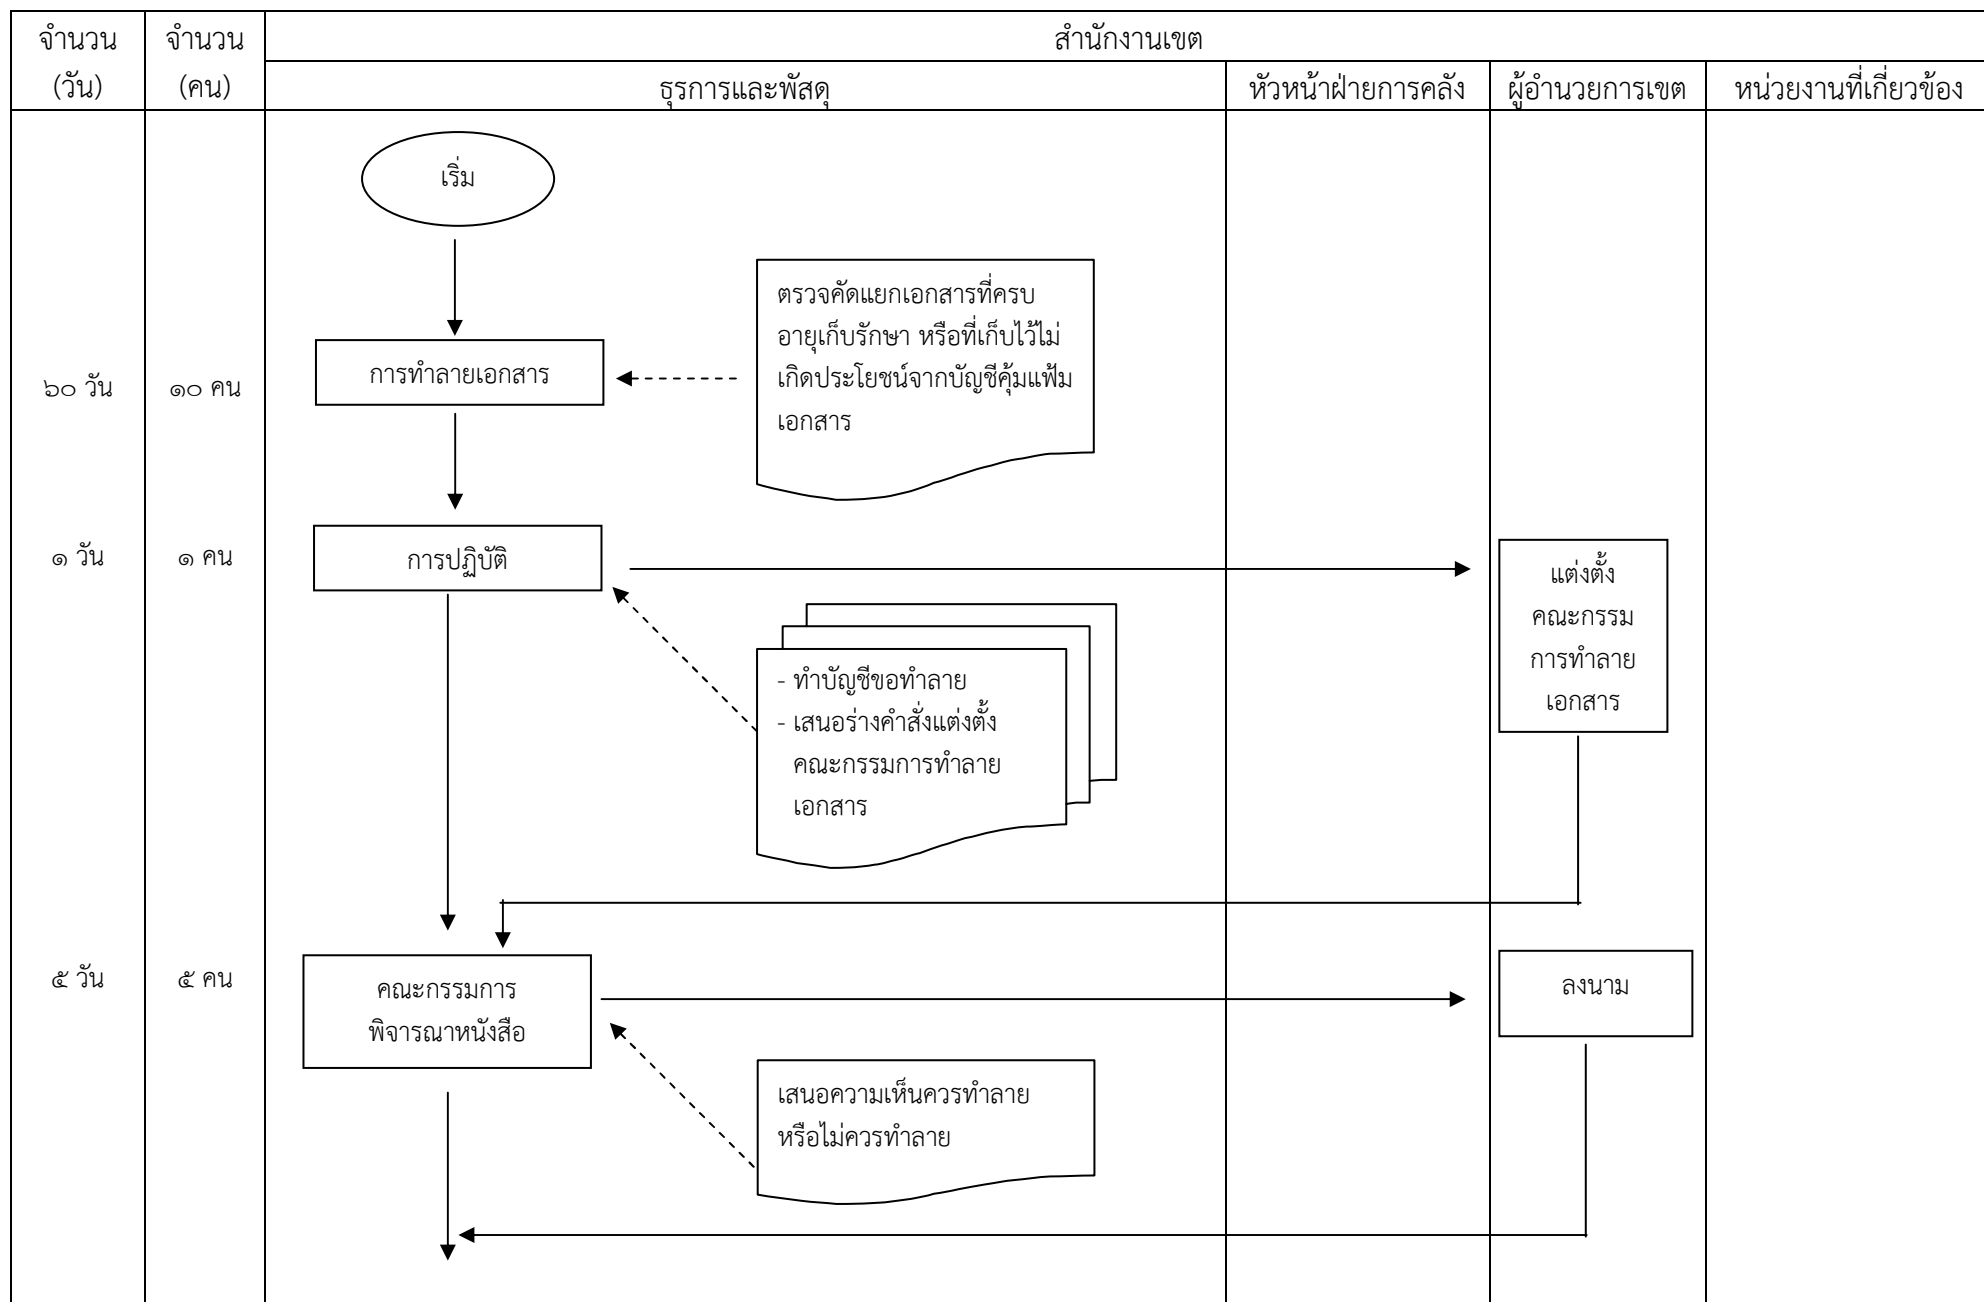 จำนวน
(วัน)
จำนวน
(คน)
สำนักงานเขต
ธุรการและพัสดุ
หัวหน้าฝ่ายการคลัง
ผู้อำนวยการเขต
หน่วยงานที่เกี่ยวข้อง
เริ่ม
ตรวจคัดแยกเอกสารที่ครบ
อายุเก็บรักษา หรือที่เก็บไว้ไม่
เกิดประโยชน์จากบัญชีคุ้มแฟ้ม
เอกสาร
๖๐ วัน
๑๐ คน
การทำลายเอกสาร
๑ วัน
๑ คน
การปฏิบัติ
แต่งตั้ง
คณะกรรม
การทำลาย
เอกสาร
- ทำบัญชีขอทำลาย
- เสนอร่างคำสั่งแต่งตั้ง
คณะกรรมการทำลาย
เอกสาร
๕ วัน
๕ คน
คณะกรรมการ
พิจารณาหนังสือ
ลงนาม
เสนอความเห็นควรทำลาย
หรือไม่ควรทำลาย